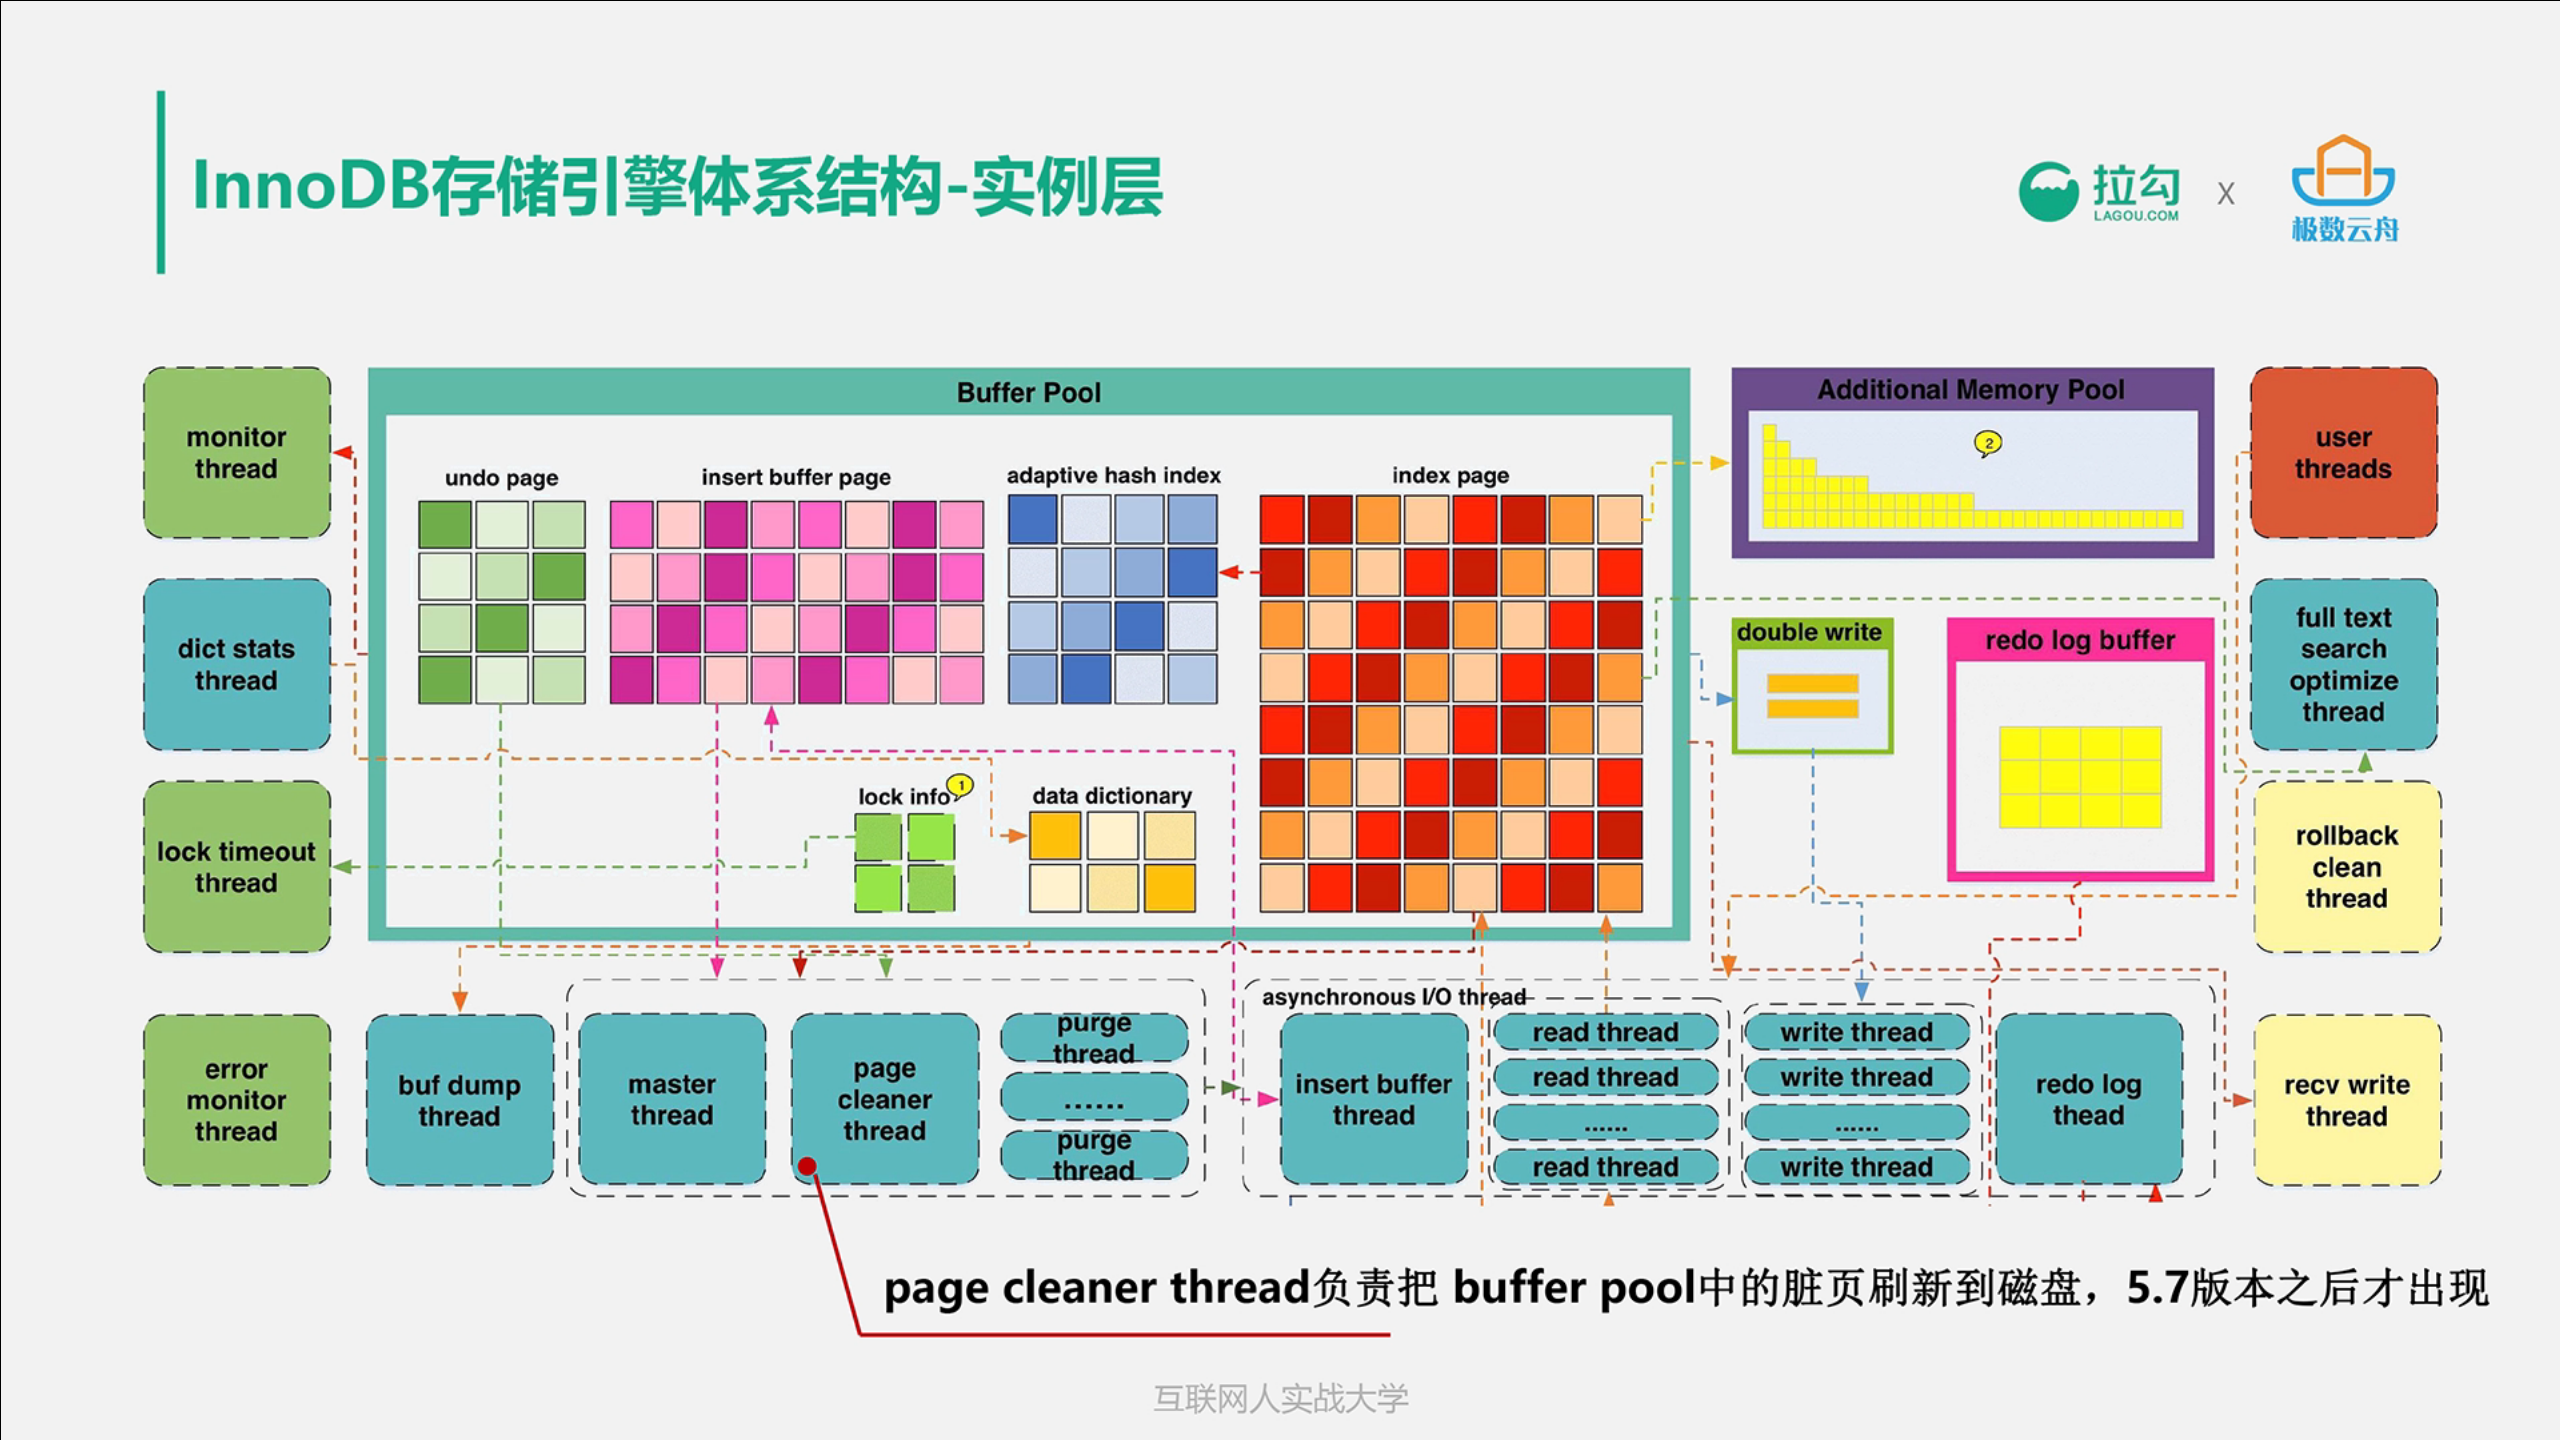 InnoDB存储引擎体系结构-实例层
拉勾
LAGOU.COM
X
极数云舟
monitor
thread
Buffer Pool
undo page
insert buffer page
adaptive hash index
index page
Additional Memory Pool
2
user
threads
dict stats
thread
double write
redo log buffer
full text
search
optimize
thread
lock timeout
thread
lock info
1
data dictionary
rollback
clean
thread
error
monitor
thread
buf dump
thread
master
thread
page
cleaner
thread
purge
thread
......
purge
thread
asynchronous I/O thread
insert buffer
thread
read thread
read thread
......
read thread
write thread
write thread
......
write thread
redo log
thead
recv write
thread
page cleaner thread负责把 buffer pool中的脏页刷新到磁盘，5.7版本之后才出现
互联网人实战大学